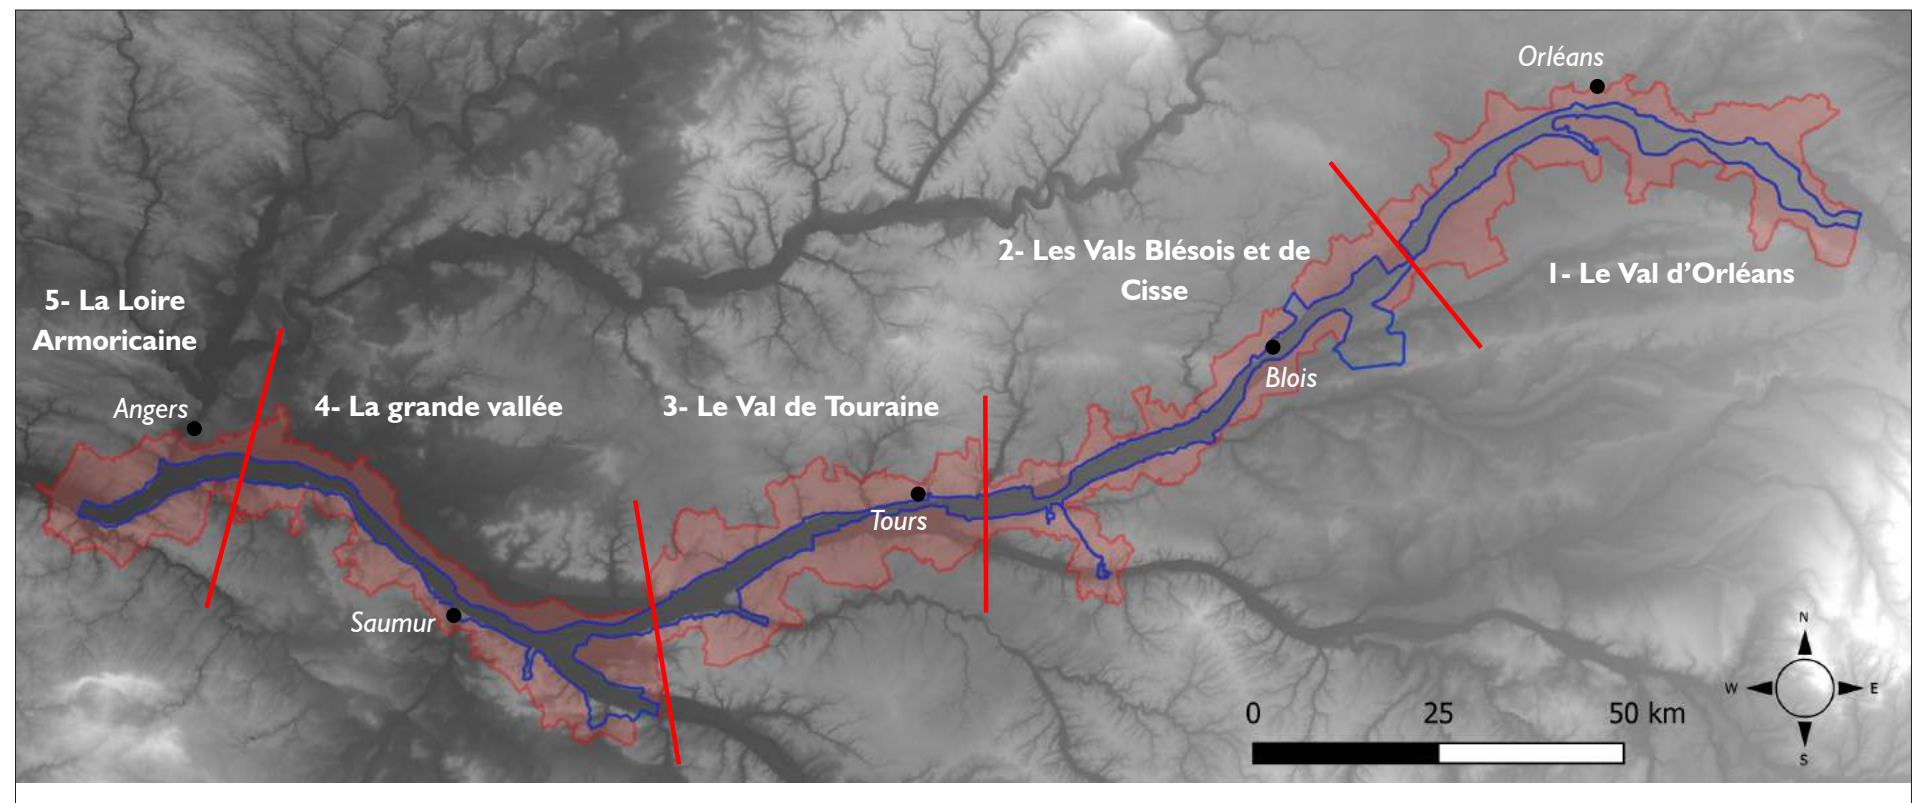 Orléans
2- Les Vals Blésois et de
Cisse
1- Le Val d’Orléans
5- La Loire
Armoricaine
Blois
Angers
4- La grande vallée
3- Le Val de Touraine
Tours
Saumur
N
W
E
S
0 25 50 km